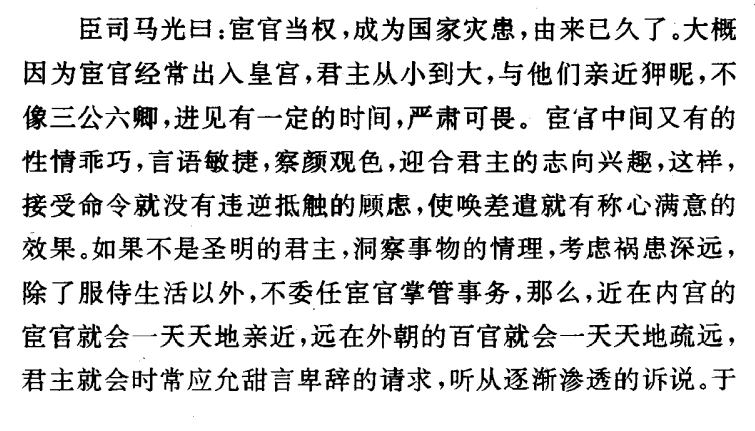 臣司马光曰:宦官当权,成为国家灾患,由来已久了。大概
因为宦官经常出入皇宫,君主从小到大,与他们亲近狎昵,不
像三公六卿,进见有一定的时间,严肃可畏。宦官中间又有的
性情乖巧,言语敏捷,察颜观色,迎合君主的志向兴趣,这样,
接受命令就没有违逆抵触的顾虑,使唤差遣就有称心满意的
效果。如果不是圣明的君主,洞察事物的情理,考虑祸患深远,
除了服侍生活以外,不委任宦官掌管事务,那么,近在内宫的
宦官就会一天天地亲近,远在外朝的百官就会一天天地疏远,
君主就会时常应允甜言卑辞的请求,听从逐渐渗透的诉说。于